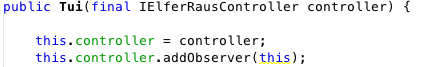 public Tui(final IElferRausController controller) {
this.controller = controller;
this.controller.addObserver(this);